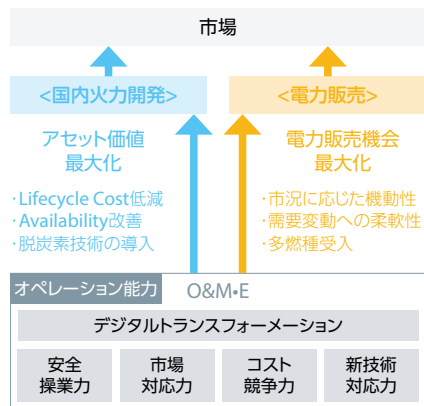 市場
<国内火力開発>
アセット価値
最大化
・Lifecycle Cost低減
・Availability改善
・脱炭素技術の導入
<電力販売>
電力販売機会
最大化
・市況に応じた機動性
・需要変動への柔軟性
・多燃種受入
オペレーション能力
O&M・E
デジタルトランスフォーメーション
安全
操業力
市場
対応力
コスト
競争力
新技術
対応力